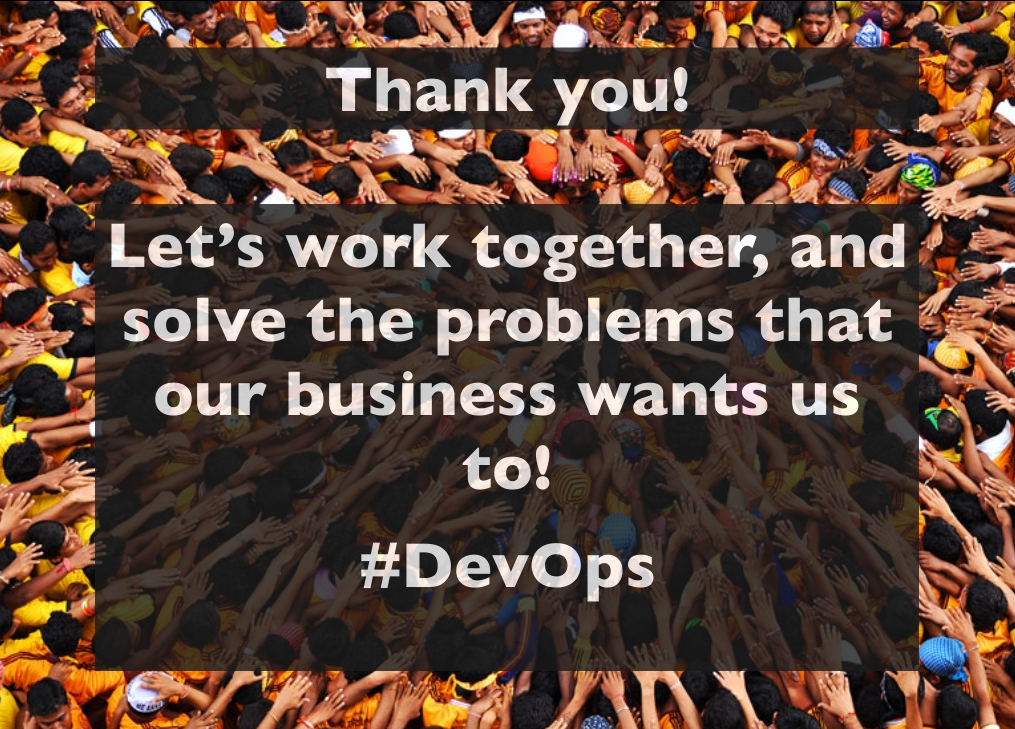 Thank you!
Let’s work together, and
solve the problems that
our business wants us
to!
#DevOps